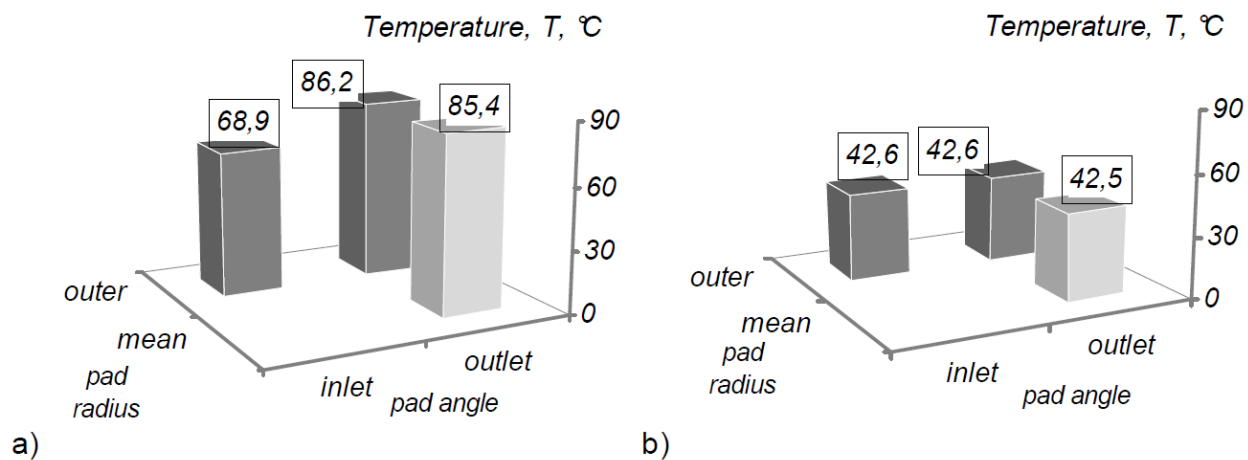 Temperature, T, °C
86,2
85,4
68,9
90
60
30
0
outer
mean
pad
radius
inlet
outlet
pad angle
a)
Temperature, T, °C
42,6
42,6
42,5
90
60
30
0
outer
mean
pad
radius
inlet
outlet
pad angle
b)